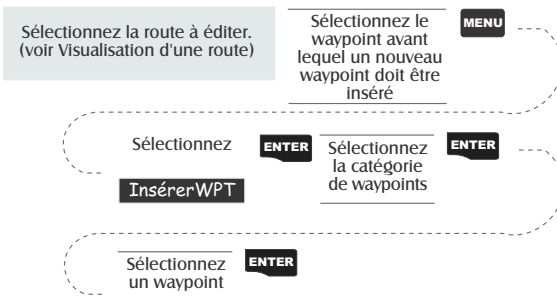 Sélectionnez la route à éditer.
(voir Visualisation d'une route)
Sélectionnez le
waypoint avant
lequel un nouveau
waypoint doit être
inséré
MENU
Sélectionnez
InsérerWPT
ENTER
Sélectionnez
la catégorie
de waypoints
ENTER
Sélectionnez
un waypoint
ENTER